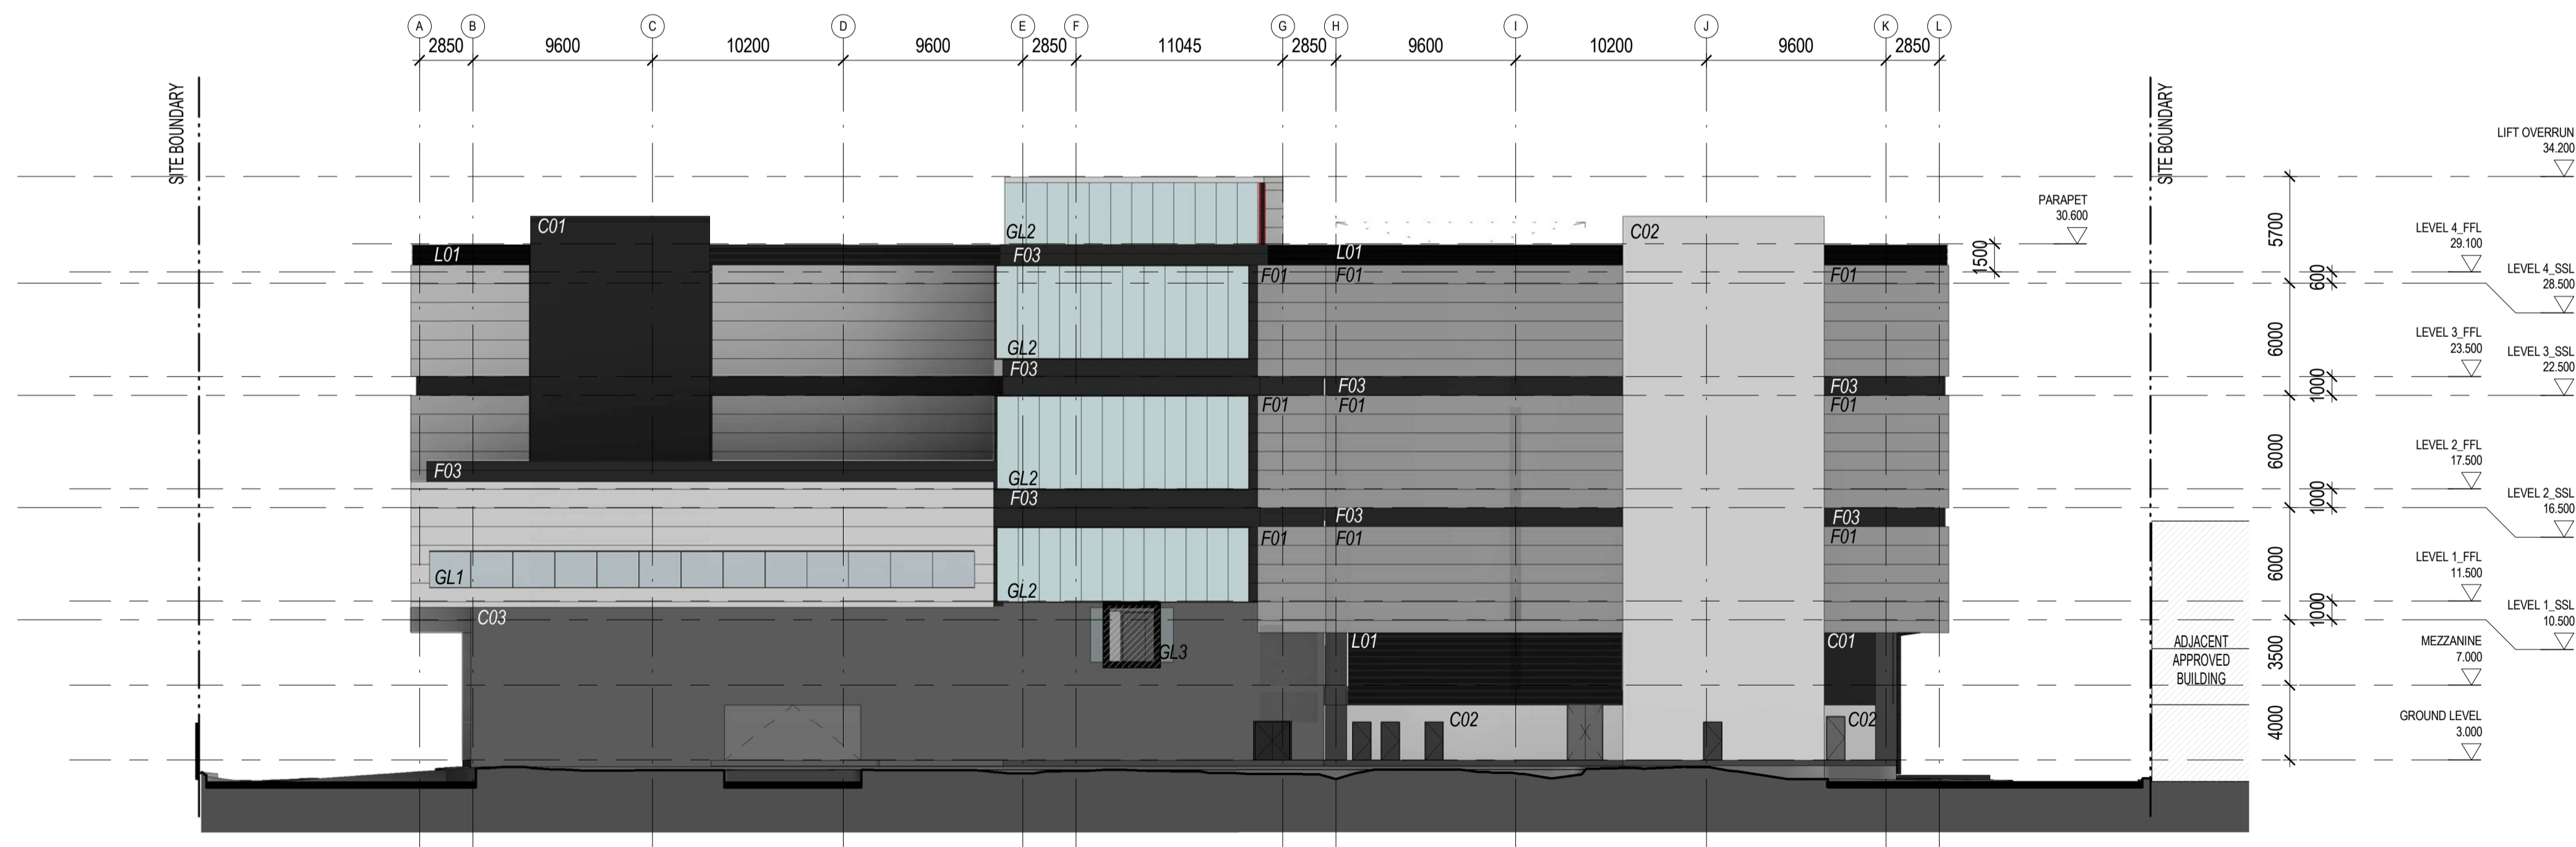 A B C D E F G H I J K L
2850 9600 10200 9600 2850 11045 2850 9600 10200 9600 2850
SITE BOUNDARY
SITE BOUNDARY
LIFT OVERRUN
34.200
PARAPET
30.600
LEVEL 4_FFL
29.100
LEVEL 4_SSL
28.500
LEVEL 3_FFL
23.500
LEVEL 3_SSL
22.500
LEVEL 2_FFL
17.500
LEVEL 2_SSL
16.500
LEVEL 1_FFL
11.500
LEVEL 1_SSL
10.500
MEZZANINE
7.000
GROUND LEVEL
3.000
1500
5700
600
6000
1000
6000
1000
6000
1000
3500
4000
ADJACENT
APPROVED
BUILDING
C01 GL2 C02
L01 F03 L01
F01 F01 F01
GL2
F03 F03 F03
F01 F01 F01
F03 GL2
F03 F03 F03
F01 F01 F01
GL1 GL2
C03 L01 C01
GL3
C02 C02